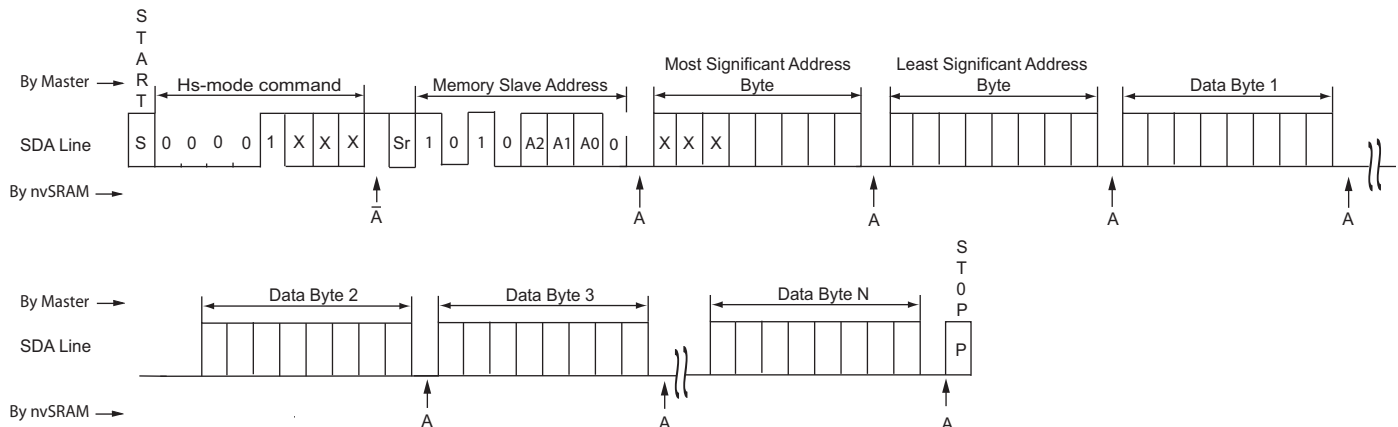 START
By Master
Hs-mode command
Memory Slave Address
Most Significant Address Byte
Least Significant Address Byte
Data Byte 1
SDA Line
S 0 0 0 0 1 X X X Sr 1 0 1 0 A2 A1 A0 0 X X X
By nvSRAM
A̅ A A A A
STOP
By Master
Data Byte 2
Data Byte 3
Data Byte N
SDA Line
P
By nvSRAM
A A A